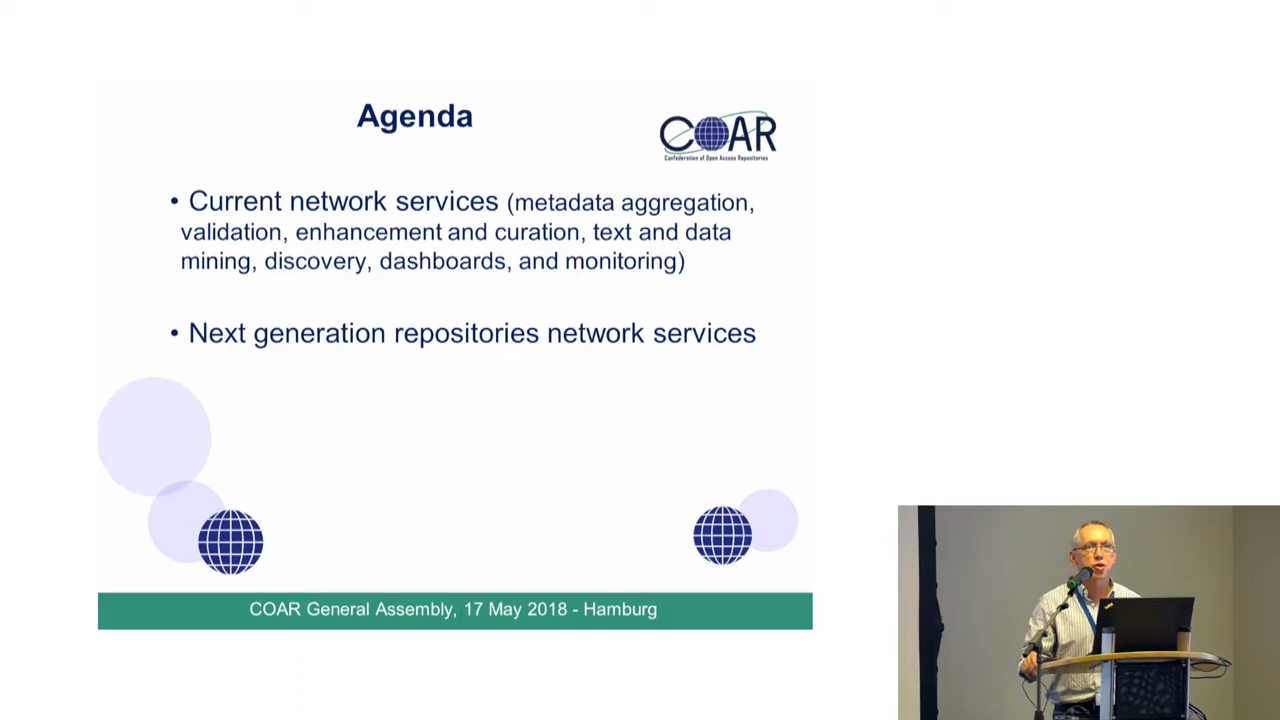 Agenda
COAR
Confederation of Open Access Repositories
• Current network services (metadata aggregation,
validation, enhancement and curation, text and data
mining, discovery, dashboards, and monitoring)
• Next generation repositories network services
COAR General Assembly, 17 May 2018 - Hamburg